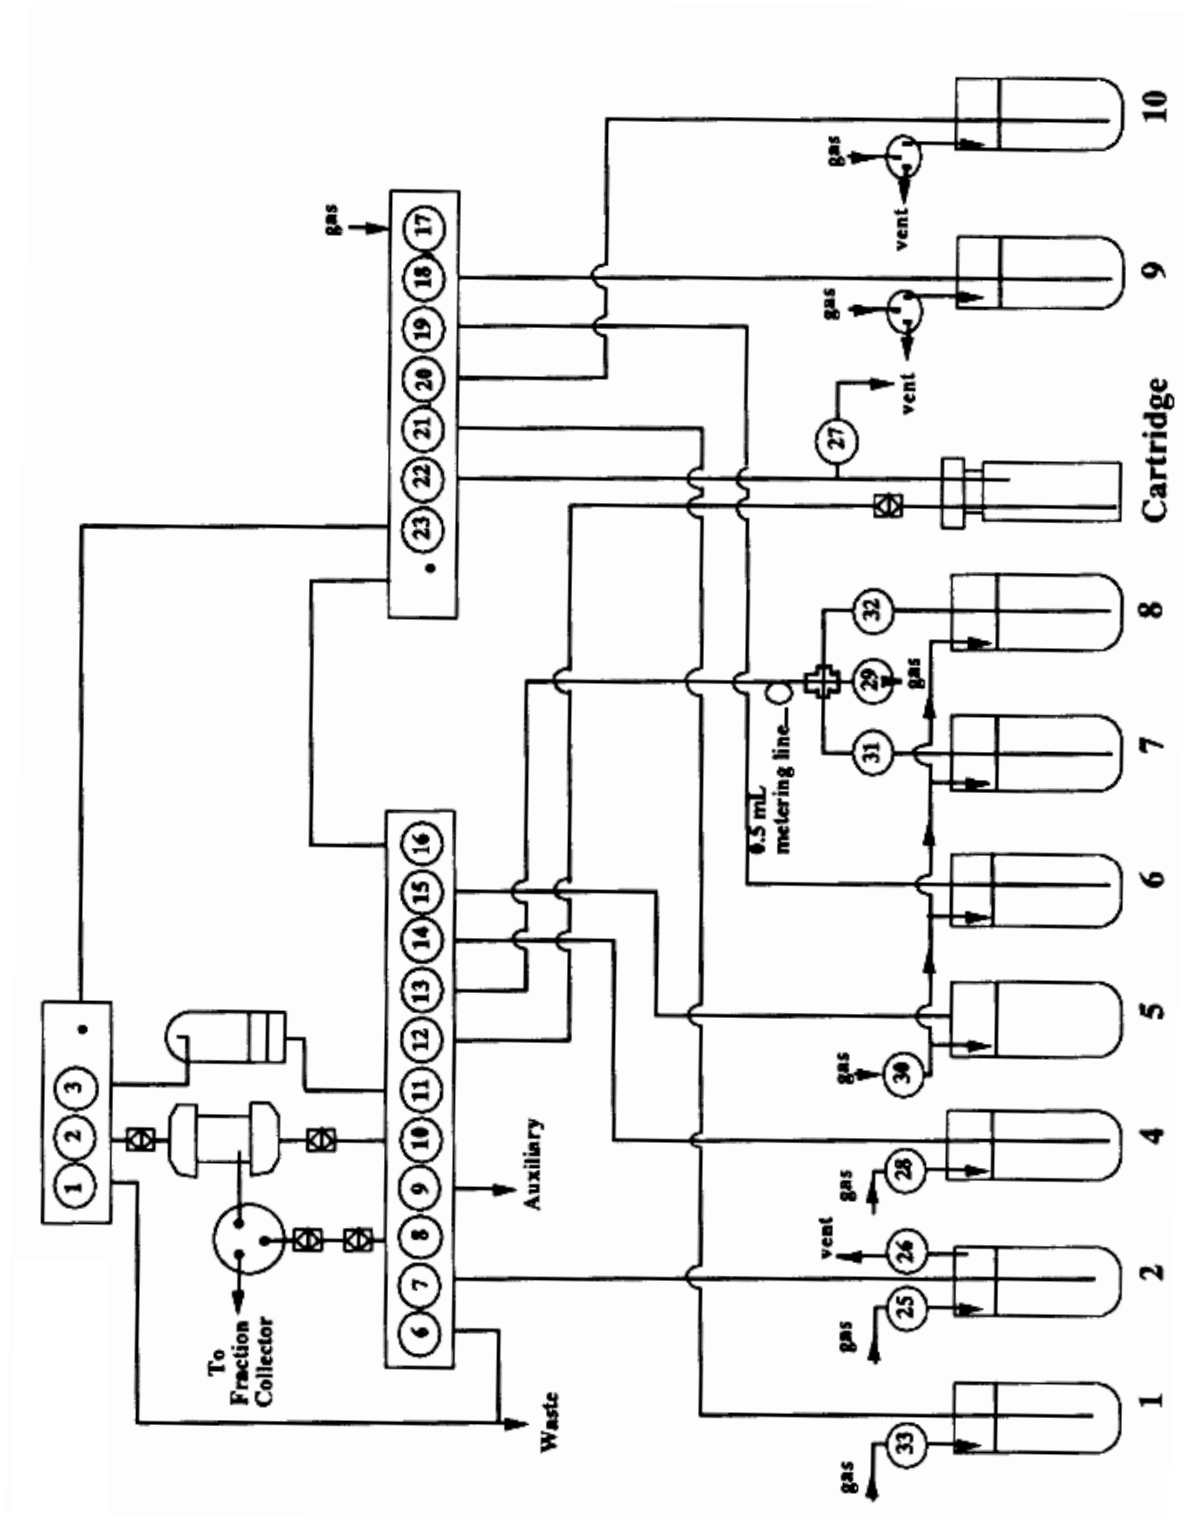 1 2 3
To
Fraction
Collector
gas
6 7 8 9 10 11 12 13 14 15 16
23 22 21 20 19 18 17
Waste
Auxiliary
0.5 mL
metering line
gas
33
gas
25
vent
26
gas
28
gas
30
31
29
gas
32
27
vent
gas
vent
gas
vent
1 2 4 5 6 7 8 Cartridge 9 10